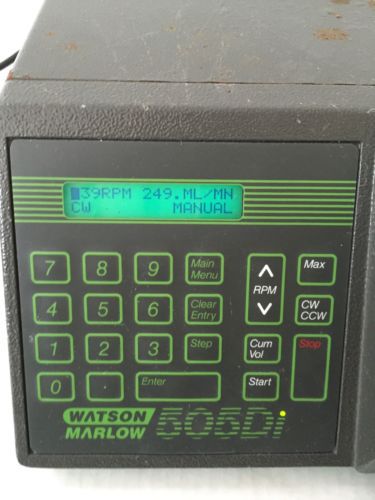 39RPM 249.ML/MN
CW MANUAL
7 8 9 Main Menu
RPM
Max
4 5 6 Clear Entry
CW CCW
1 2 3 Step
Cum Vol
Stop
0 Enter
Start
WATSON MARLOW 505Di